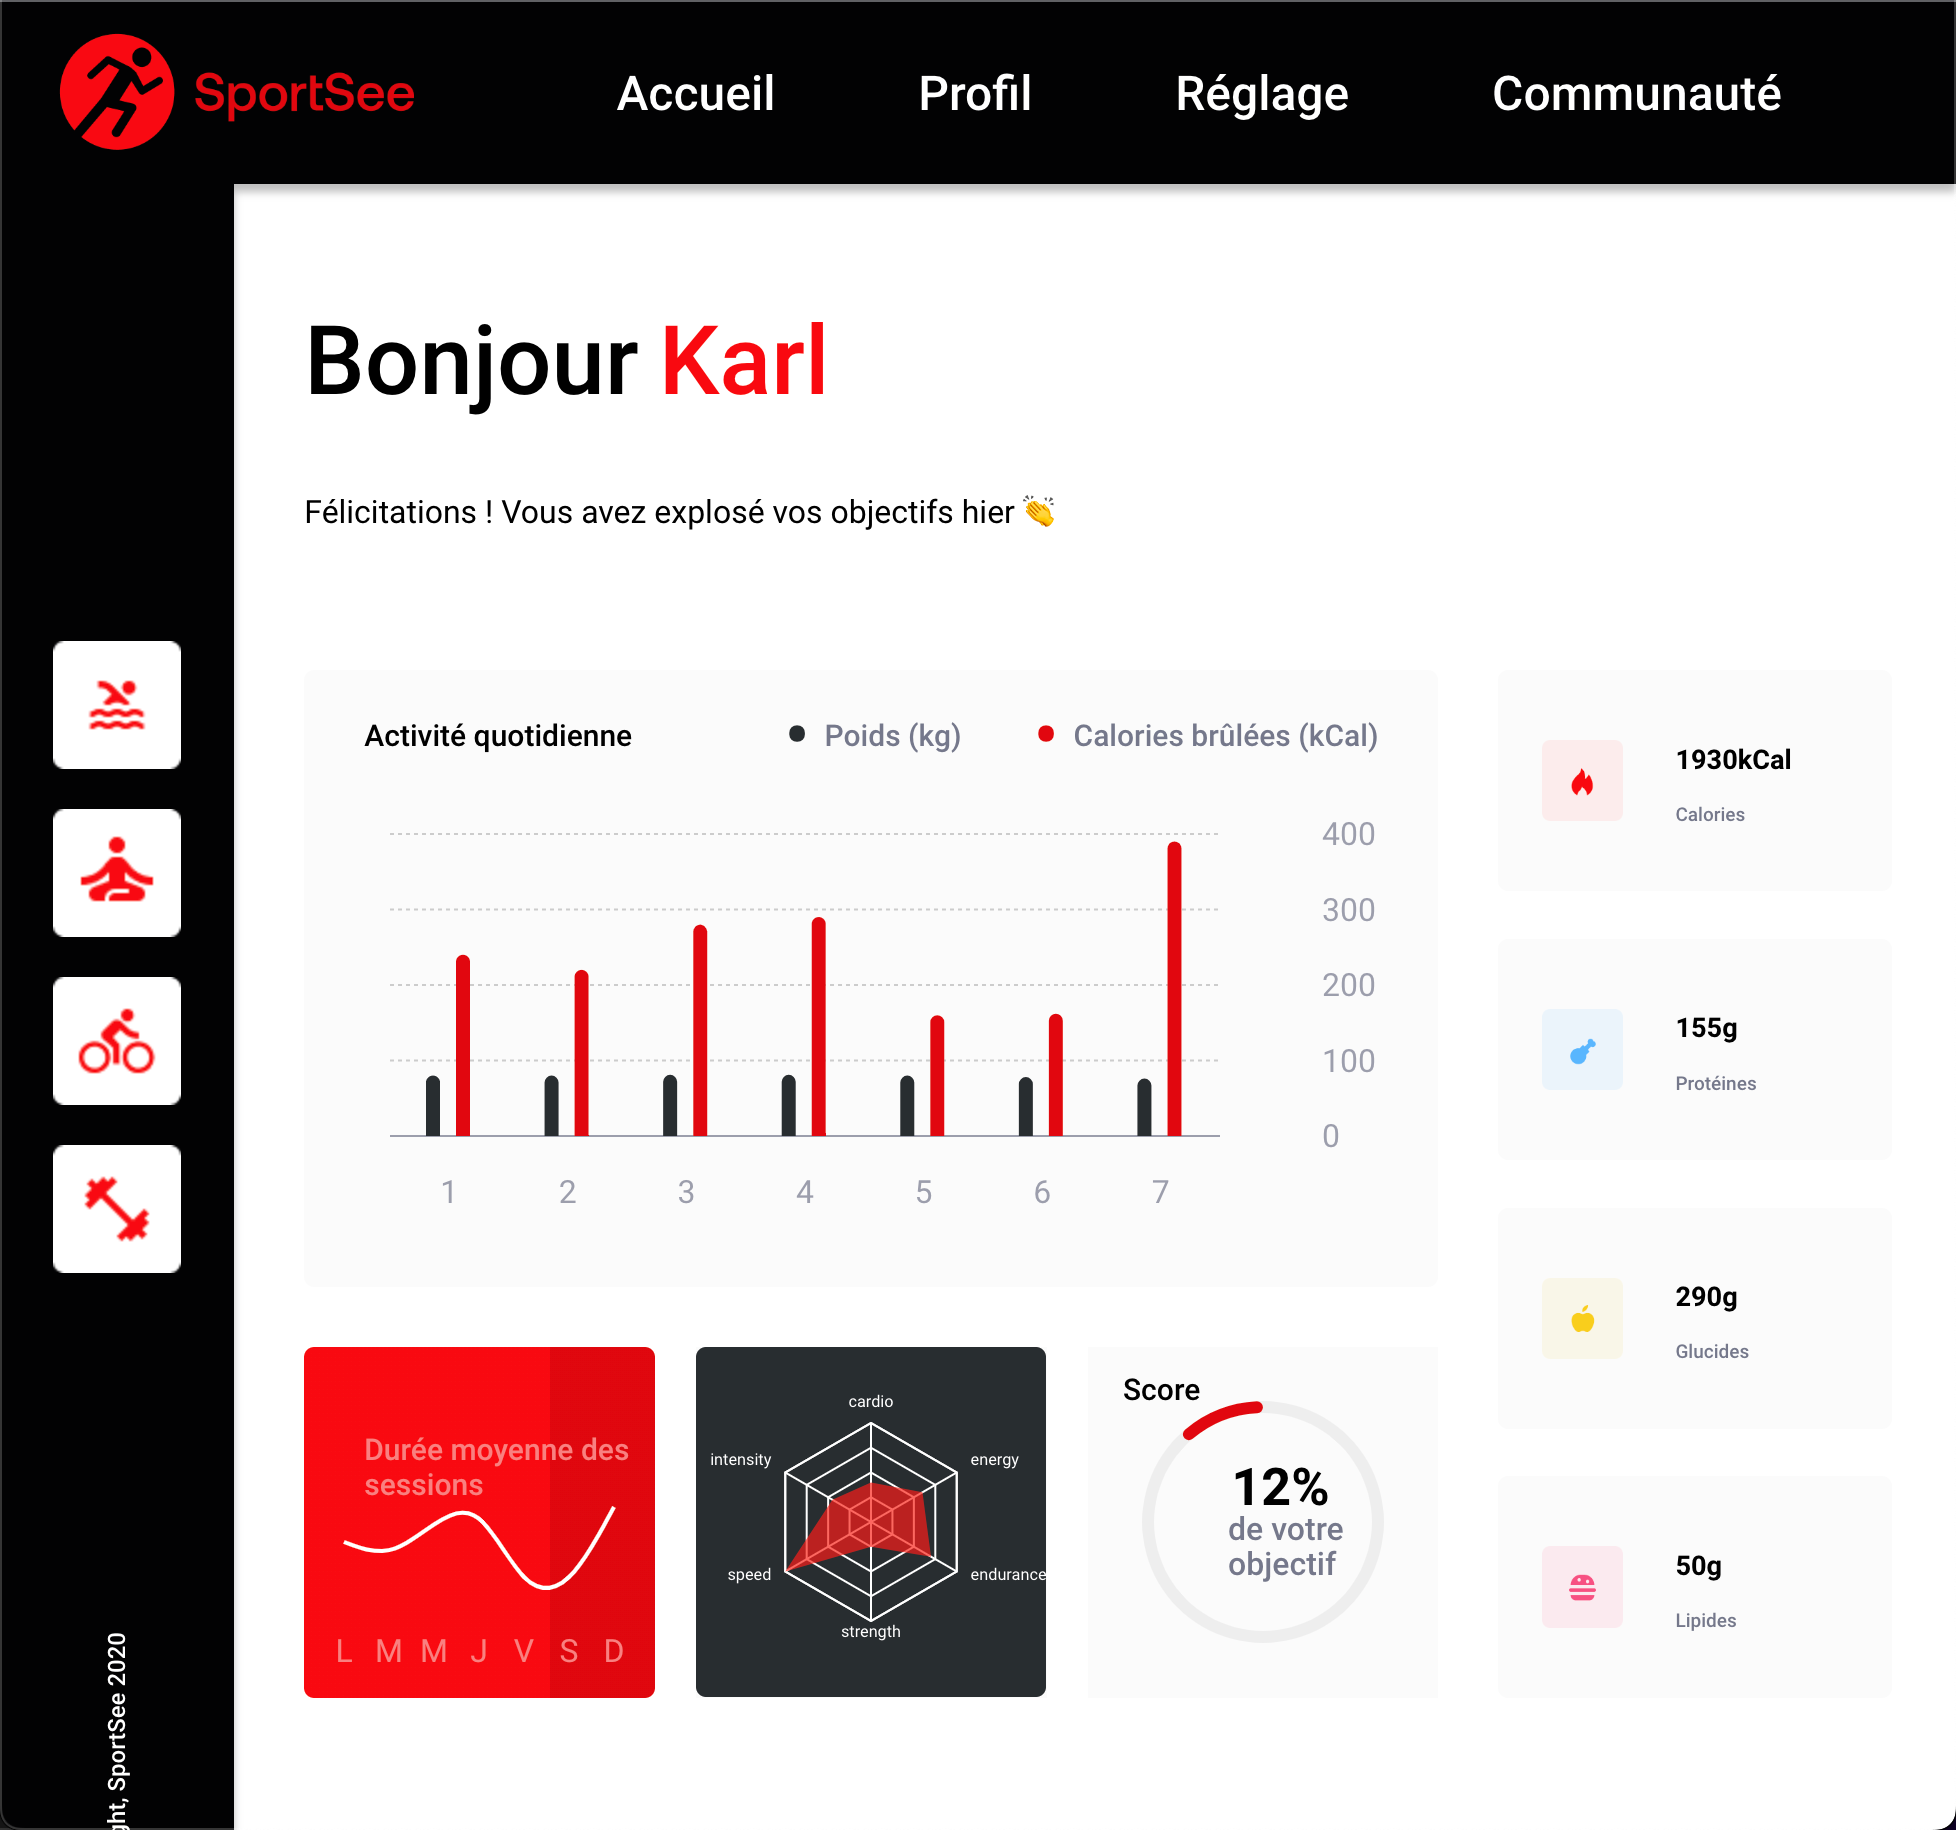 SportSee
Accueil
Profil
Réglage
Communauté
Bonjour Karl
Félicitations ! Vous avez explosé vos objectifs hier 👏
Activité quotidienne
Poids (kg)
Calories brûlées (kCal)
400
300
200
100
0
1 2 3 4 5 6 7
1930kCal
Calories
155g
Protéines
290g
Glucides
50g
Lipides
Durée moyenne des
sessions
L M M J V S D
cardio
intensity
energy
speed
endurance
strength
Score
12%
de votre
objectif
ght, SportSee 2020